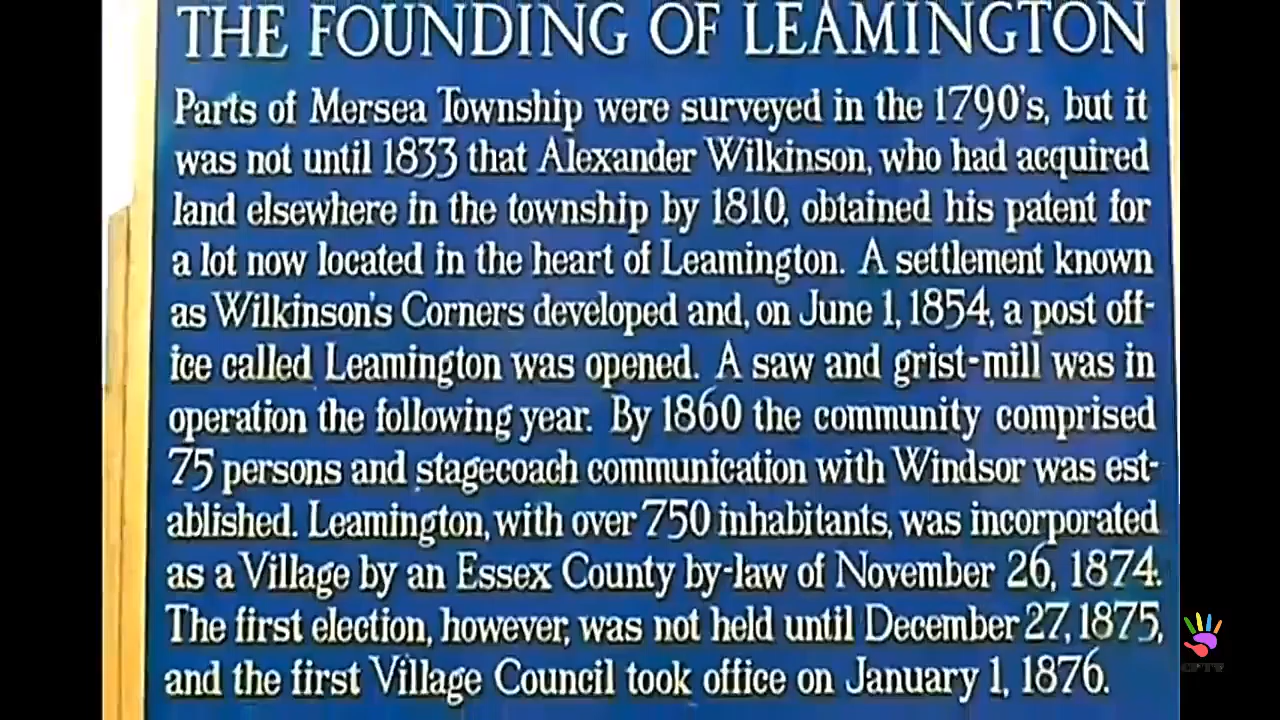 THE FOUNDING OF LEAMINGTON
Parts of Mersea Township were surveyed in the 1790's, but it
was not until 1833 that Alexander Wilkinson, who had acquired
land elsewhere in the township by 1810, obtained his patent for
a lot now located in the heart of Leamington. A settlement known
as Wilkinson's Corners developed and, on June 1, 1854, a post off-
ice called Leamington was opened. A saw and grist-mill was in
operation the following year. By 1860 the community comprised
75 persons and stagecoach communication with Windsor was est-
ablished. Leamington, with over 750 inhabitants, was incorporated
as a Village by an Essex County by-law of November 26, 1874.
The first election, however, was not held until December 27, 1875,
and the first Village Council took office on January 1, 1876.